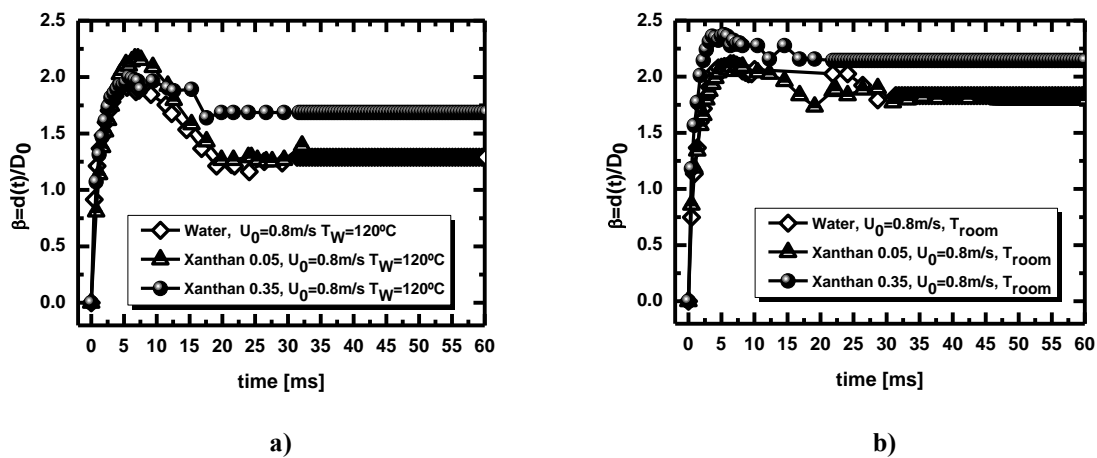 2.5
2.0
1.5
1.0
0.5
0.0
β=d(t)/D0
Water, U0=0.8m/s TW=120ºC
Xanthan 0.05, U0=0.8m/s TW=120ºC
Xanthan 0.35, U0=0.8m/s TW=120ºC
0 5 10 15 20 25 30 35 40 45 50 55 60
time [ms]
a)
2.5
2.0
1.5
1.0
0.5
0.0
β=d(t)/D0
Water, U0=0.8m/s, Troom
Xanthan 0.05, U0=0.8m/s, Troom
Xanthan 0.35, U0=0.8m/s, Troom
0 5 10 15 20 25 30 35 40 45 50 55 60
time [ms]
b)